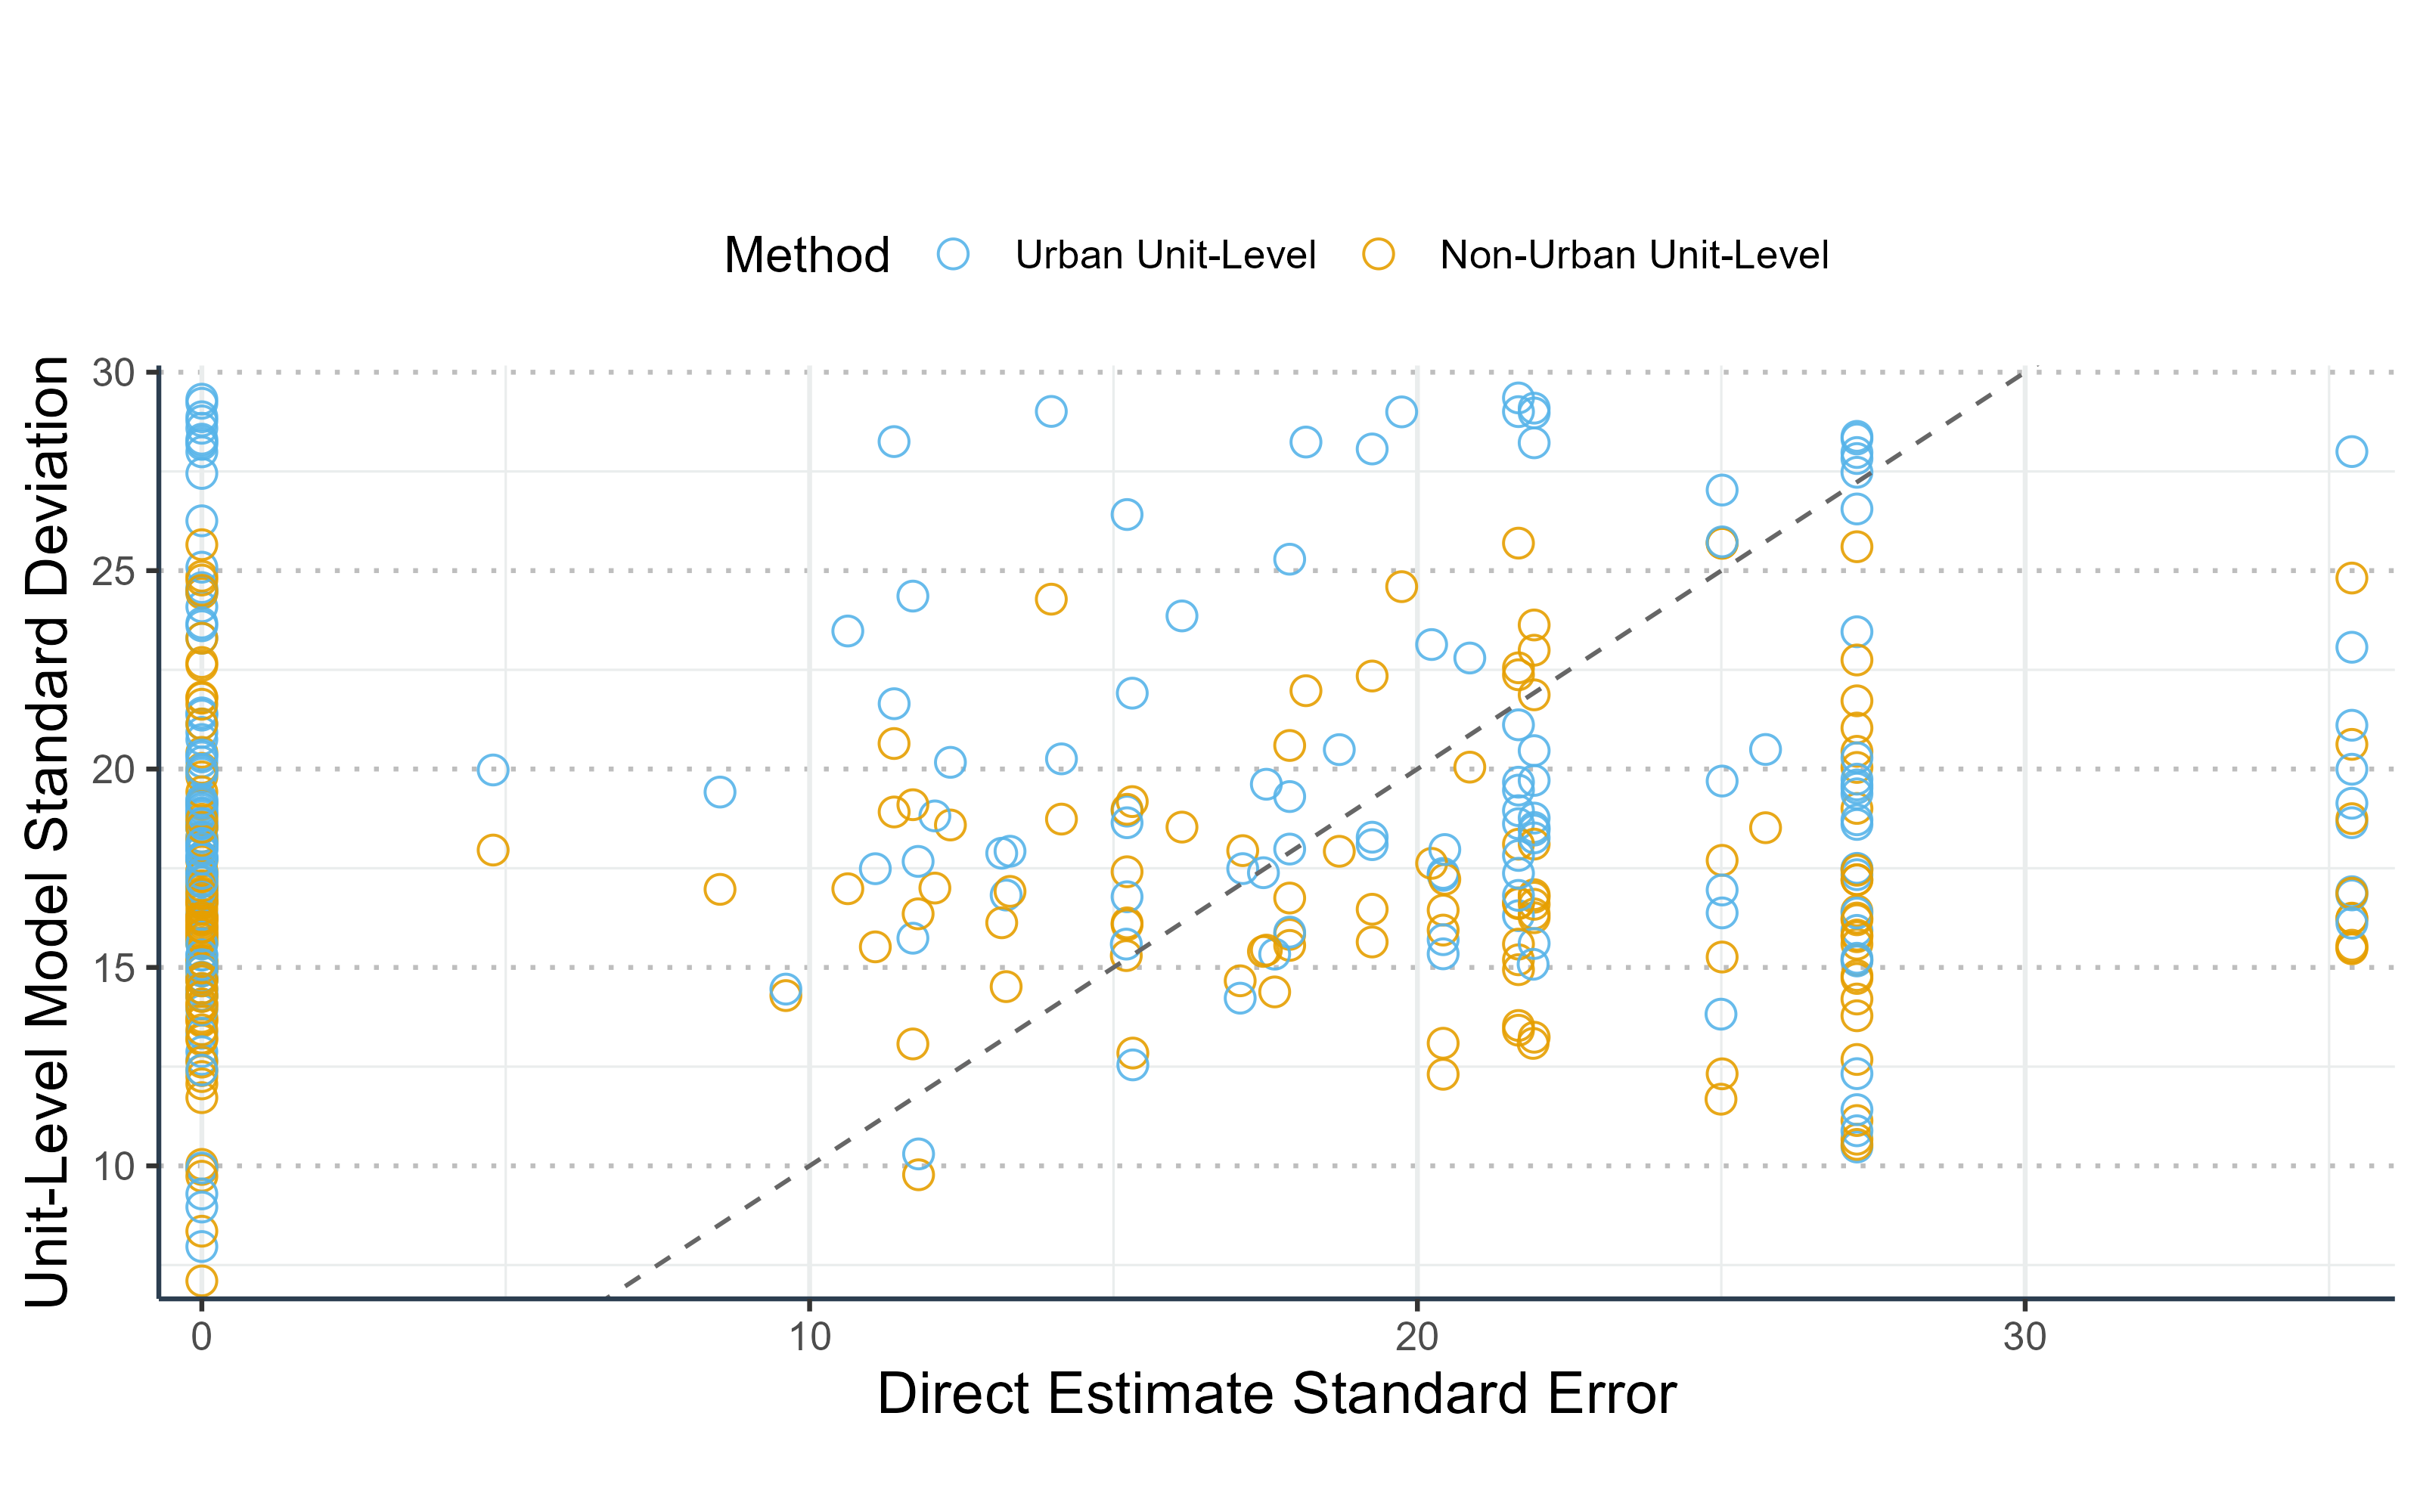 Method Urban Unit-Level Non-Urban Unit-Level
Unit-Level Model Standard Deviation
30
25
20
15
10
0 10 20 30
Direct Estimate Standard Error